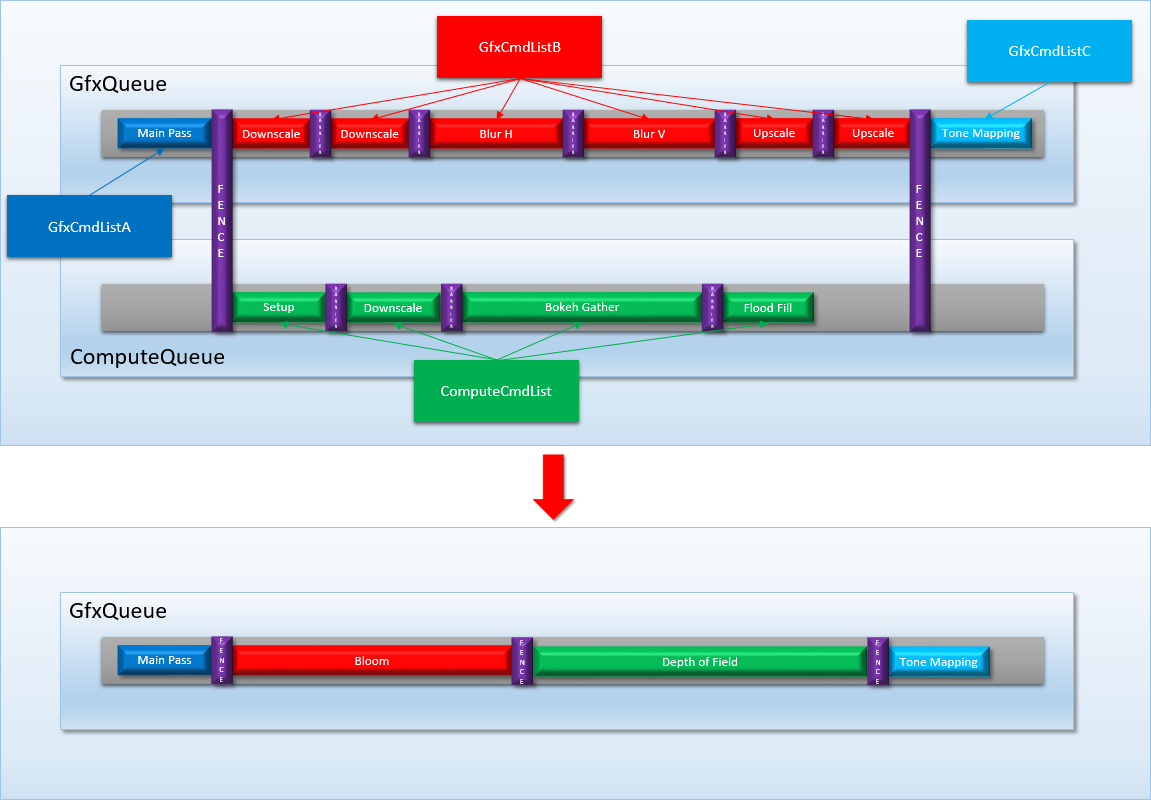 GfxCmdListB
GfxCmdListC
GfxQueue
Main Pass
Downscale
BARRIER
Downscale
BARRIER
Blur H
BARRIER
Blur V
BARRIER
Upscale
BARRIER
Upscale
Tone Mapping
FENCE
FENCE
GfxCmdListA
Setup
BARRIER
Downscale
BARRIER
Bokeh Gather
BARRIER
Flood Fill
ComputeQueue
ComputeCmdList
GfxQueue
Main Pass
FENCE
Bloom
FENCE
Depth of Field
FENCE
Tone Mapping